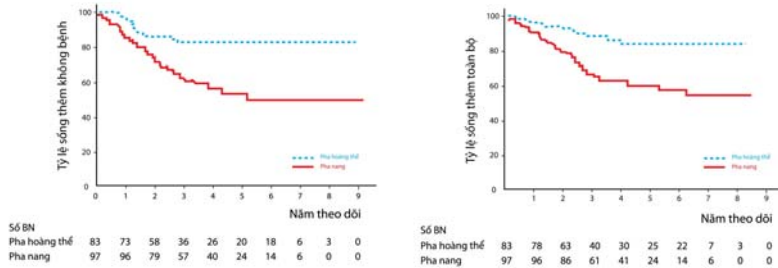 Tỷ lệ sống thêm không bệnh
100
80
60
40
20
0
0 1 2 3 4 5 6 7 8 9
Pha hoàng thể
Pha nang
Năm theo dõi
Số BN
Pha hoàng thể 83 73 58 36 26 20 18 6 3 0
Pha nang 97 96 79 57 40 24 14 6 0 0
Tỷ lệ sống thêm toàn bộ
100
80
60
40
20
0
1 2 3 4 5 6 7 8 9
Pha hoàng thể
Pha nang
Năm theo dõi
Số BN
Pha hoàng thể 83 78 63 40 30 25 22 7 3 0
Pha nang 97 96 86 61 41 24 14 6 0 0